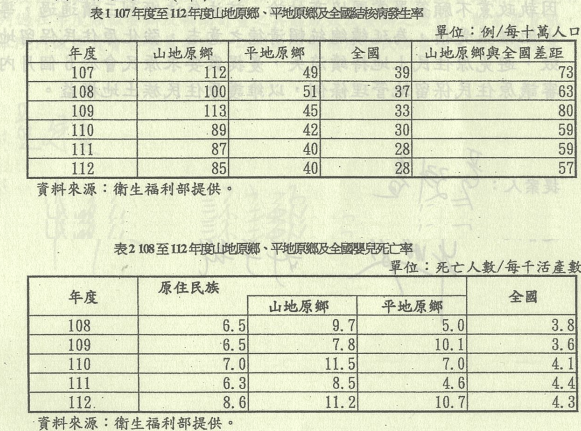 表1 107年度至112年度山地原鄉、平地原鄉及全國結核病發生率
單位：例/每十萬人口
年度 山地原鄉 平地原鄉 全國 山地原鄉與全國差距
107 112 49 39 73
108 100 51 37 63
109 113 45 33 80
110 89 42 30 59
111 87 40 28 59
112 85 40 28 57
資料來源：衛生福利部提供。
表2 108至112年度山地原鄉、平地原鄉及全國嬰兒死亡率
單位：死亡人數/每千活產數
年度 原住民族 山地原鄉 平地原鄉 全國
108 6.5 9.7 5.0 3.8
109 6.5 7.8 10.1 3.6
110 7.0 11.5 7.0 4.1
111 6.3 8.5 4.6 4.4
112 8.6 11.2 10.7 4.3
資料來源：衛生福利部提供。